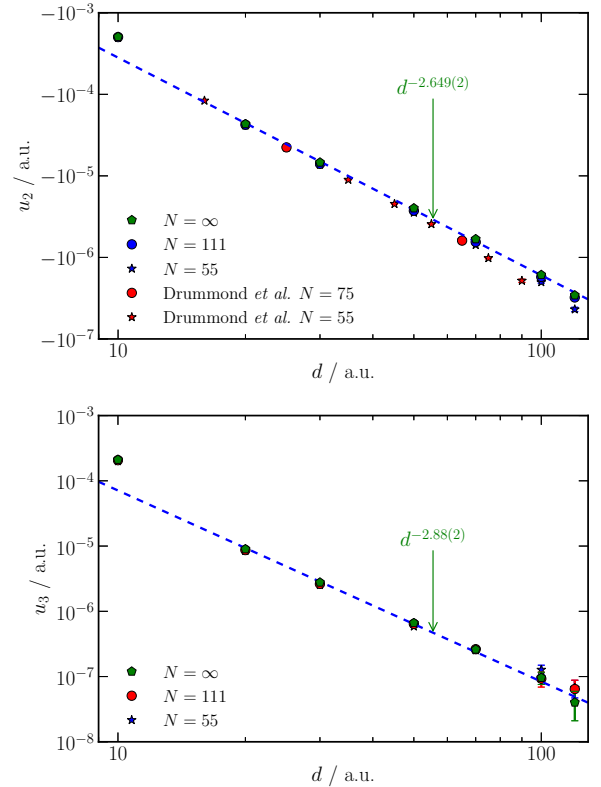 −10⁻³
−10⁻⁴
−10⁻⁵
−10⁻⁶
−10⁻⁷
u₂ / a.u.
d⁻²·⁶⁴⁹⁽²⁾
N = ∞
N = 111
N = 55
Drummond et al. N = 75
Drummond et al. N = 55
10
100
d / a.u.
10⁻³
10⁻⁴
10⁻⁵
10⁻⁶
10⁻⁷
10⁻⁸
u₃ / a.u.
d⁻²·⁸⁸⁽²⁾
N = ∞
N = 111
N = 55
10
100
d / a.u.